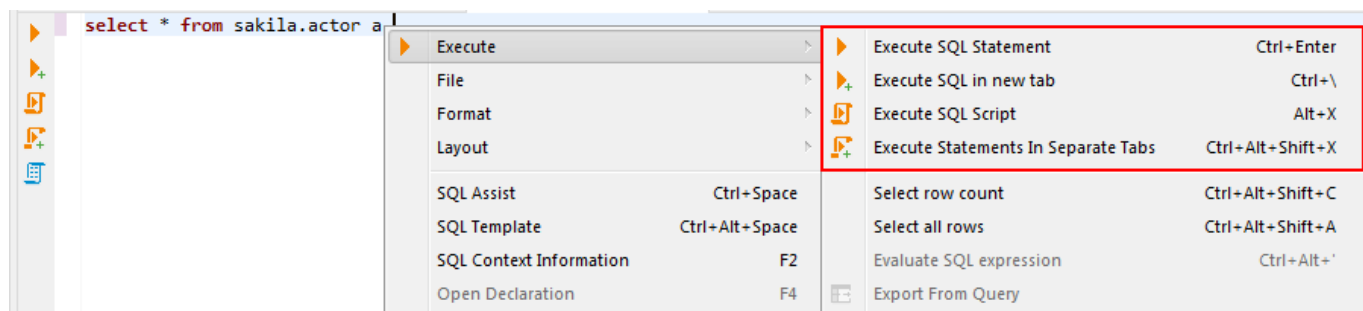 select * from sakila.actor a
Execute
File
Format
Layout
SQL Assist Ctrl+Space
SQL Template Ctrl+Alt+Space
SQL Context Information F2
Open Declaration F4
Execute SQL Statement Ctrl+Enter
Execute SQL in new tab Ctrl+\
Execute SQL Script Alt+X
Execute Statements In Separate Tabs Ctrl+Alt+Shift+X
Select row count Ctrl+Alt+Shift+C
Select all rows Ctrl+Alt+Shift+A
Evaluate SQL expression Ctrl+Alt+'
Export From Query